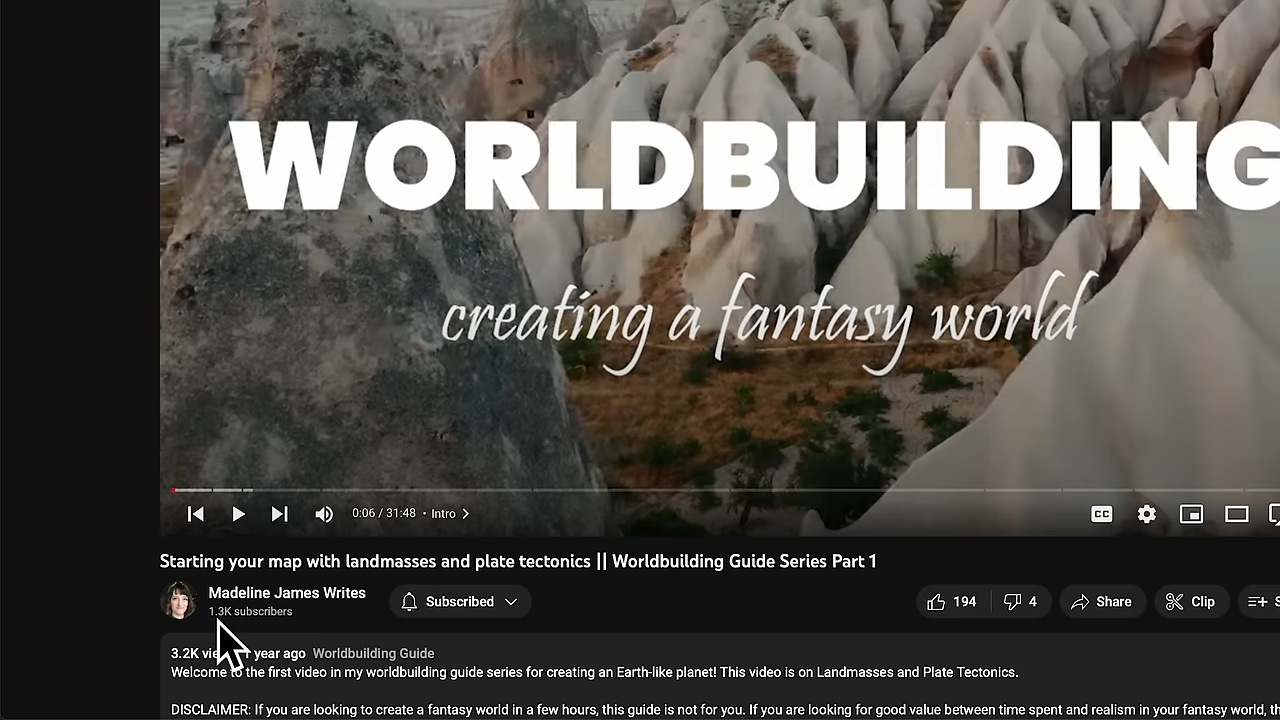 WORLDBUILDING
creating a fantasy world
0:06 / 31:48 • Intro
CC
Starting your map with landmasses and plate tectonics || Worldbuilding Guide Series Part 1
Madeline James Writes
1.3K subscribers
Subscribed
194
4
Share
Clip
3.2K year ago Worldbuilding Guide
Welcome to the first video in my worldbuilding guide series for creating an Earth-like planet! This video is on Landmasses and Plate Tectonics.
DISCLAIMER: If you are looking to create a fantasy world in a few hours, this guide is not for you. If you are looking for good value between time spent and realism in your fantasy world,